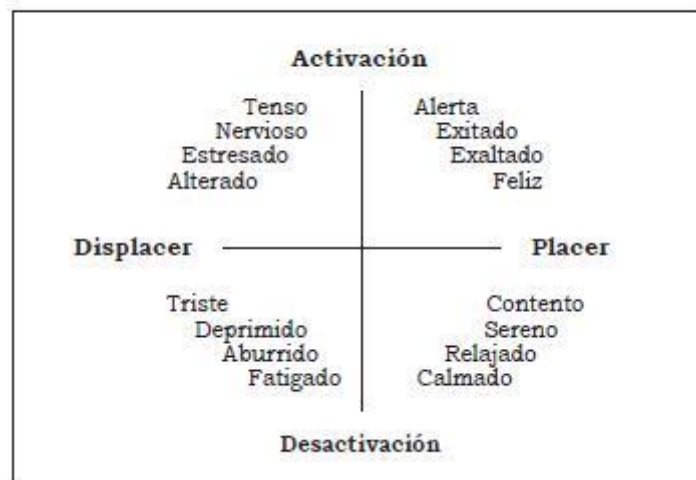 Activación
Tenso Alerta
Nervioso Exitado
Estresado Exaltado
Alterado Feliz
Displacer Placer
Triste Contento
Deprimido Sereno
Aburrido Relajado
Fatigado Calmado
Desactivación